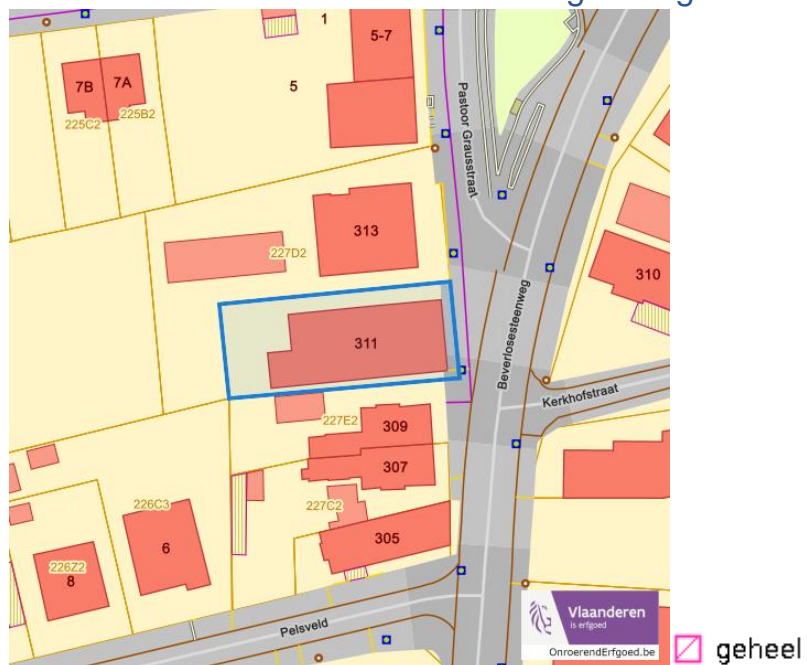 1
5-7
7B
7A
5
225C2
225B2
Pastoor Grausstraat
313
227D2
310
311
Beverlosesteenweg
Kerkhofstraat
227E2
309
307
226C3
227C2
305
6
226Z2
8
Pelsveld
Vlaanderen
is erfgoed
OnroerendErfgoed.be
geheel